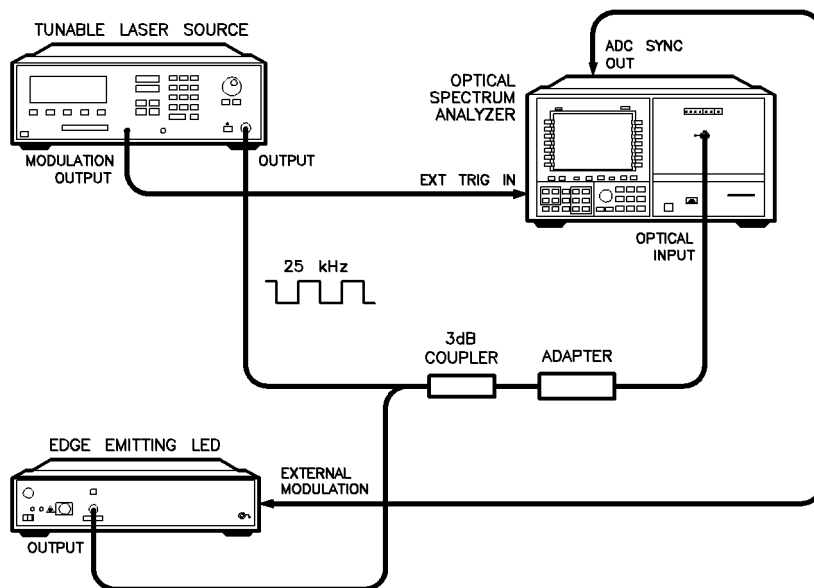 TUNABLE LASER SOURCE
ADC SYNC
OUT
OPTICAL
SPECTRUM
ANALYZER
MODULATION
OUTPUT
OUTPUT
EXT TRIG IN
OPTICAL
INPUT
25 kHz
3dB
COUPLER
ADAPTER
EDGE EMITTING LED
EXTERNAL
MODULATION
OUTPUT